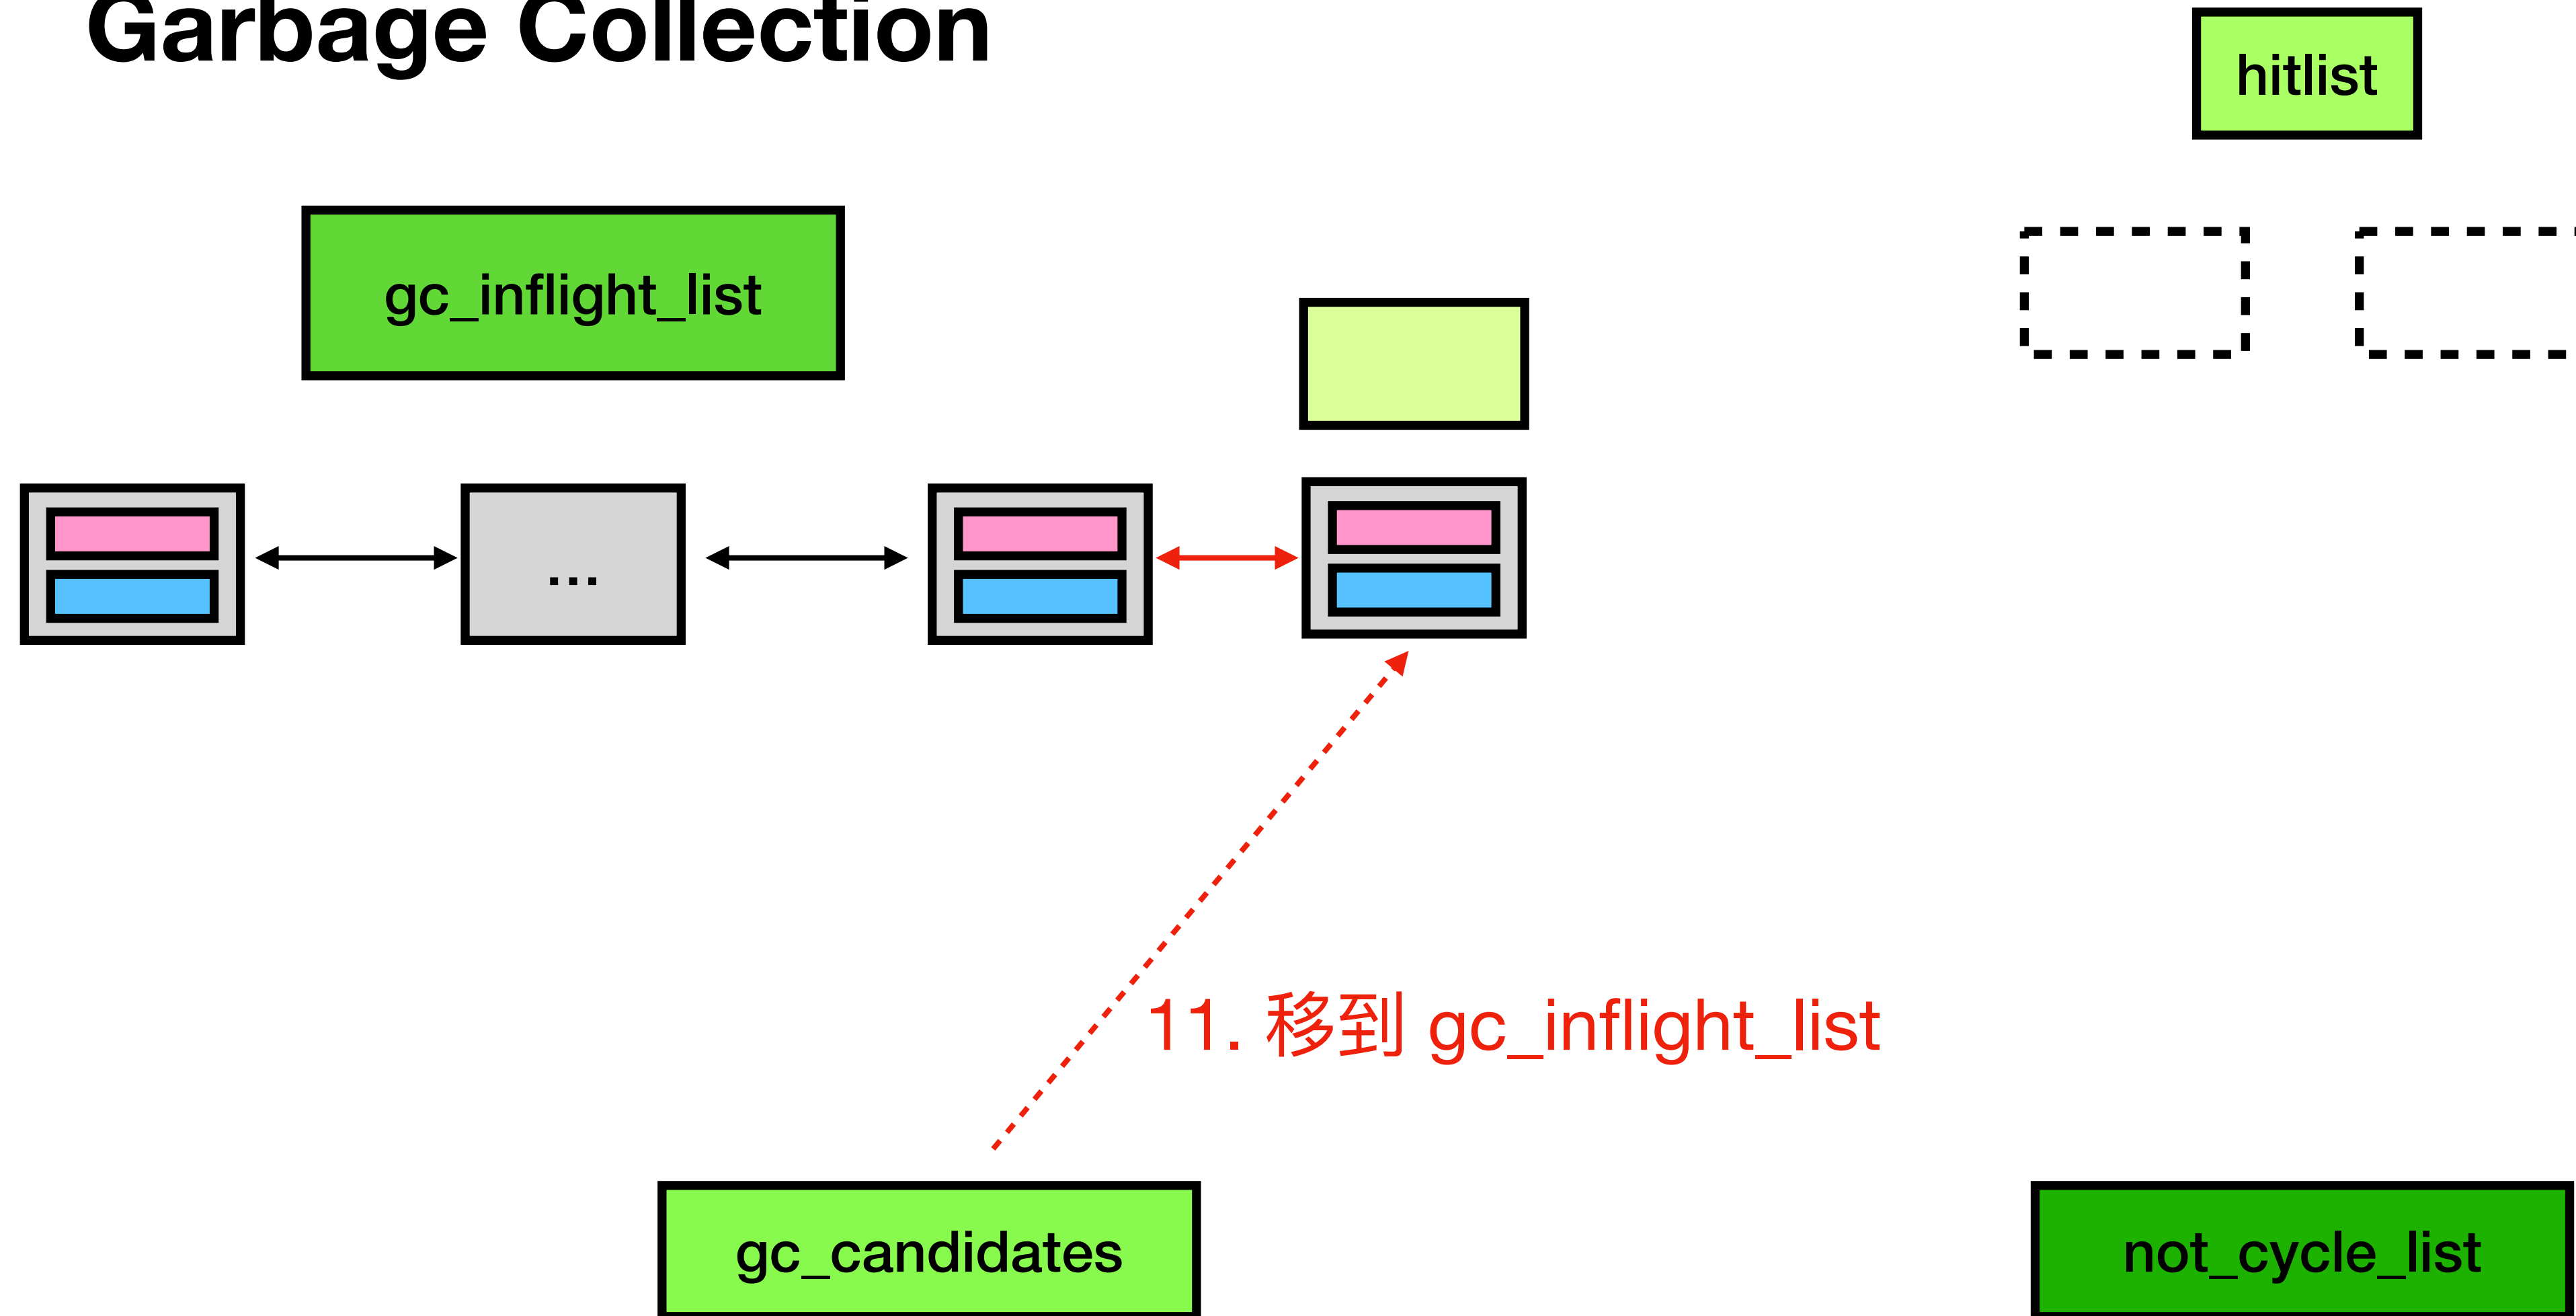 Garbage Collection
hitlist
gc_inflight_list
...
11. 移到 gc_inflight_list
gc_candidates
not_cycle_list